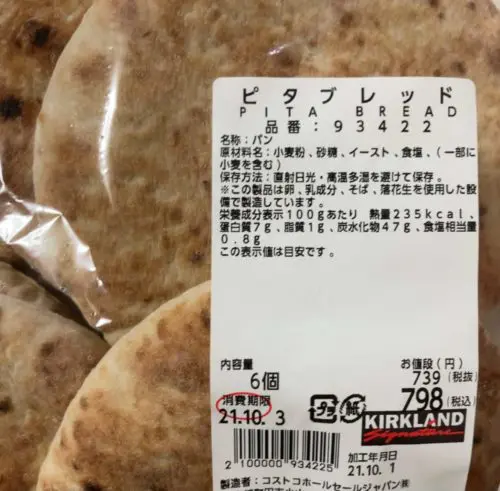 ピタブレッド
PITA BREAD
品番：93422
名称：パン
原材料名：小麦粉、砂糖、イースト、食塩、（一部に
小麦を含む）
保存方法：直射日光・高温多湿を避けて保存。
※この製品は卵、乳成分、そば、落花生を使用した設
備で製造しています。
栄養成分表示100gあたり 熱量235kcal、
蛋白質7g、脂質1g、炭水化物47g、食塩相当量
0.8g
この表示値は目安です。
内容量 お値段（円）
6個 739（税抜）
消費期限 798（税込）
21.10. 3 プラ 紙
KIRKLAND
Signature
加工年月日
2 100000 934225 21.10. 1
製造者：コストコホールセールジャパン㈱